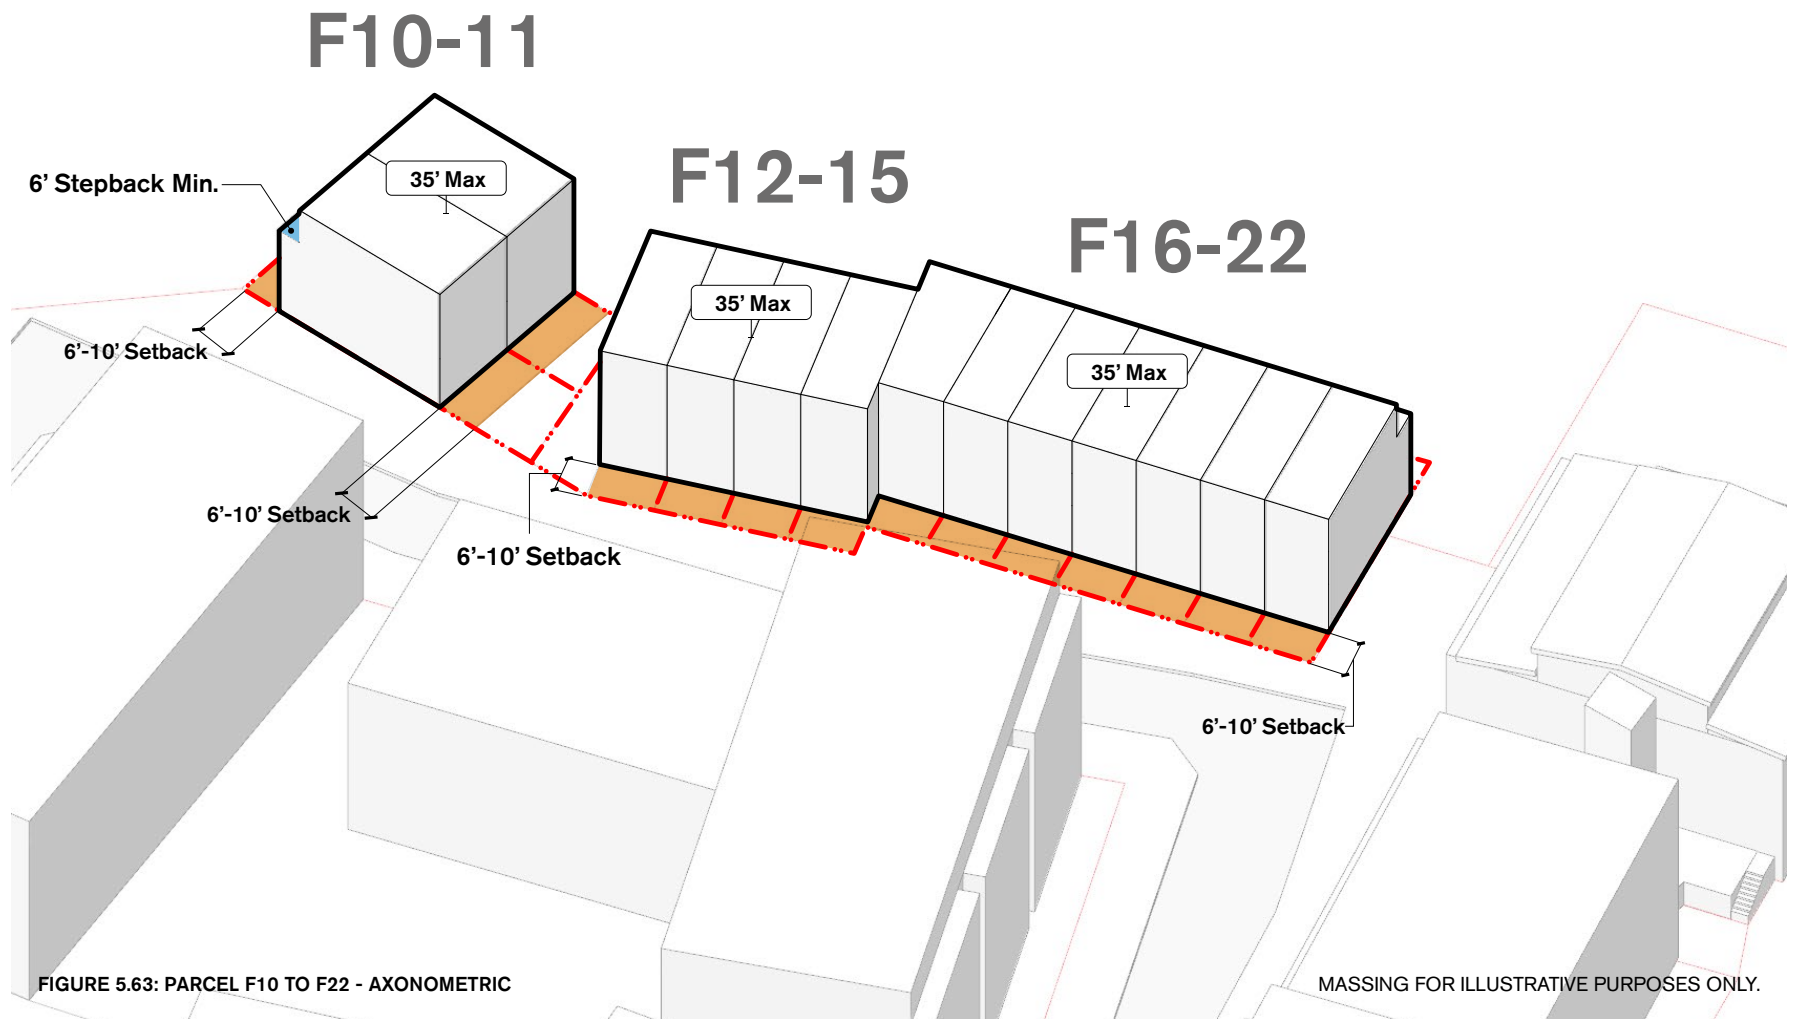 F10-11
F12-15
6’ Stepback Min.
35’ Max
F16-22
35’ Max
6’-10’ Setback
35’ Max
6’-10’ Setback
6’-10’ Setback
6’-10’ Setback
FIGURE 5.63: PARCEL F10 TO F22 - AXONOMETRIC
MASSING FOR ILLUSTRATIVE PURPOSES ONLY.